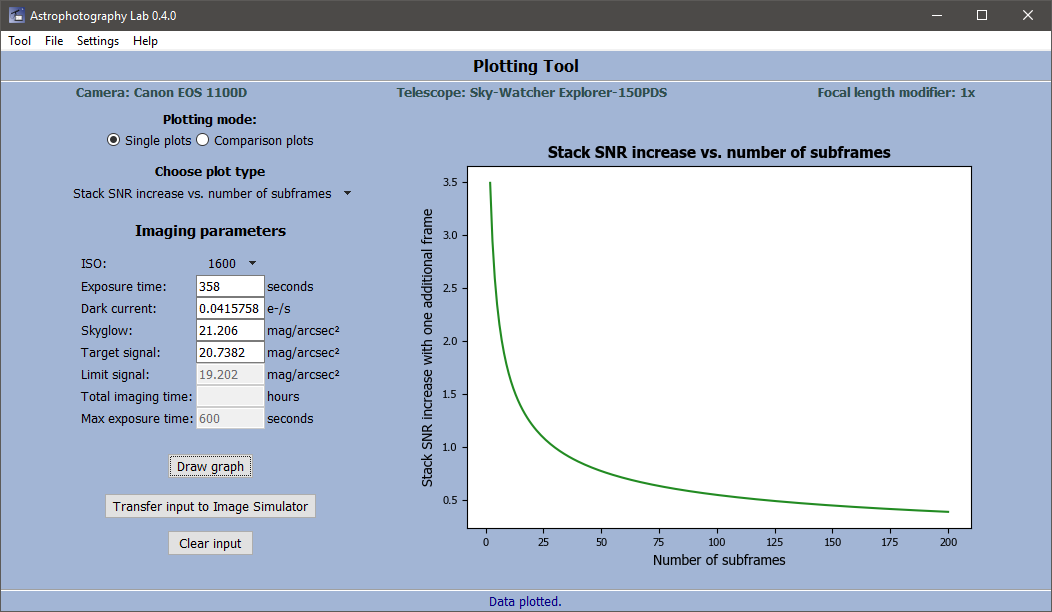 Astrophotography Lab 0.4.0
Tool File Settings Help
Plotting Tool
Camera: Canon EOS 1100D Telescope: Sky-Watcher Explorer-150PDS Focal length modifier: 1x
Plotting mode:
Single plots Comparison plots
Choose plot type
Stack SNR increase vs. number of subframes
Imaging parameters
ISO: 1600
Exposure time: 358 seconds
Dark current: 0.0415758 e-/s
Skyglow: 21.206 mag/arcsec²
Target signal: 20.7382 mag/arcsec²
Limit signal: 19.202 mag/arcsec²
Total imaging time: hours
Max exposure time: 600 seconds
Draw graph
Transfer input to Image Simulator
Clear input
Stack SNR increase vs. number of subframes
Stack SNR increase with one additional frame
3.5
3.0
2.5
2.0
1.5
1.0
0.5
0 25 50 75 100 125 150 175 200
Number of subframes
Data plotted.